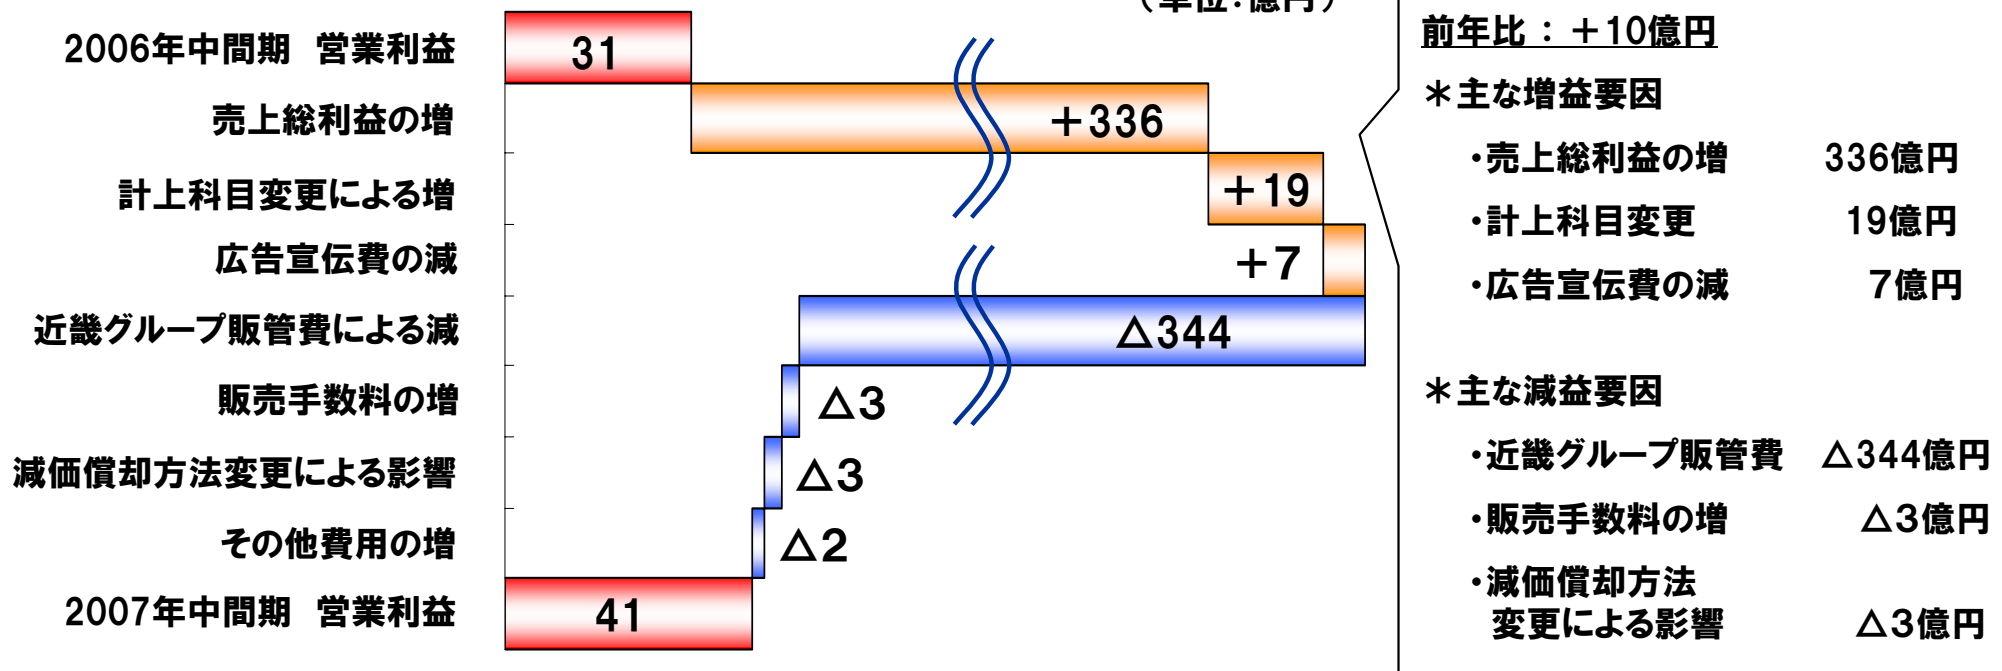 (単位:億円)
2006年中間期 営業利益 31
売上総利益の増 +336
計上科目変更による増 +19
広告宣伝費の減 +7
近畿グループ販管費による減 △344
販売手数料の増 △3
減価償却方法変更による影響 △3
その他費用の増 △2
2007年中間期 営業利益 41
前年比:+10億円
*主な増益要因
・売上総利益の増 336億円
・計上科目変更 19億円
・広告宣伝費の減 7億円
*主な減益要因
・近畿グループ販管費 △344億円
・販売手数料の増 △3億円
・減価償却方法
変更による影響 △3億円